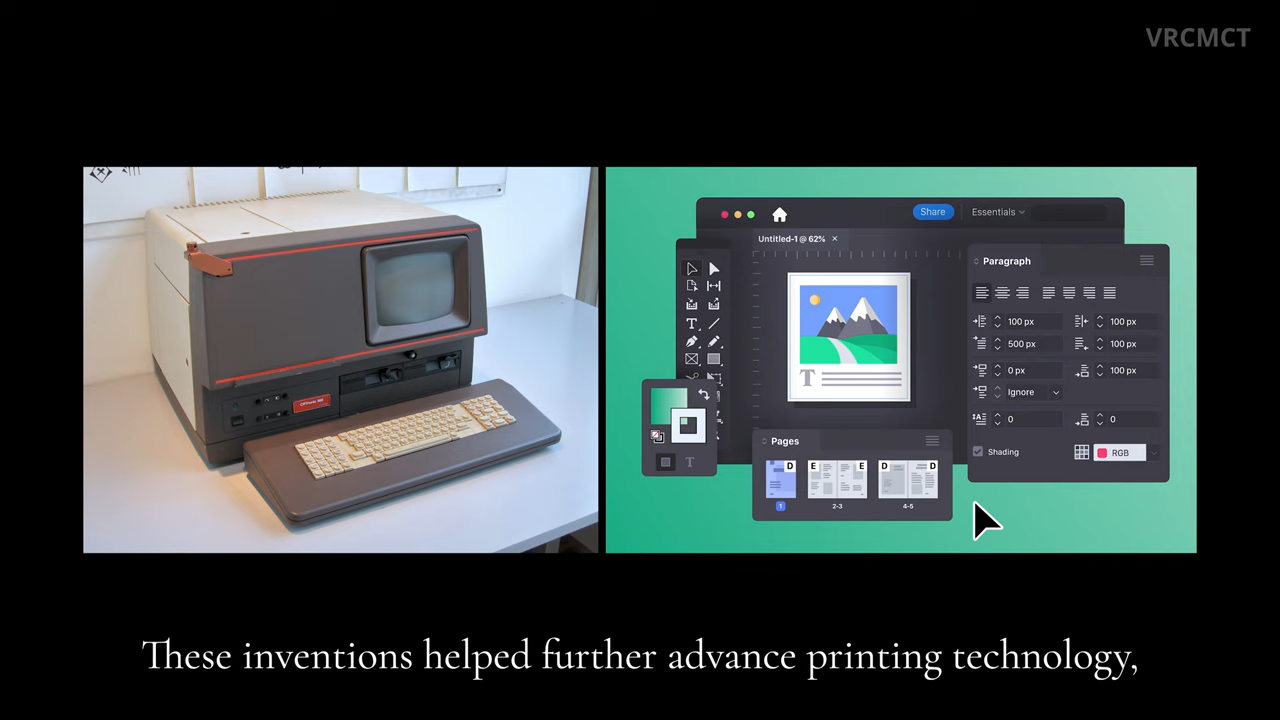 VRCMCT
Share
Essentials
Untitled-1 @ 62%
Paragraph
100 px
100 px
500 px
100 px
0 px
100 px
Ignore
0
0
Shading
RGB
T
T
T
Pages
D
E
E
D
D
1
2-3
4-5
These inventions helped further advance printing technology,